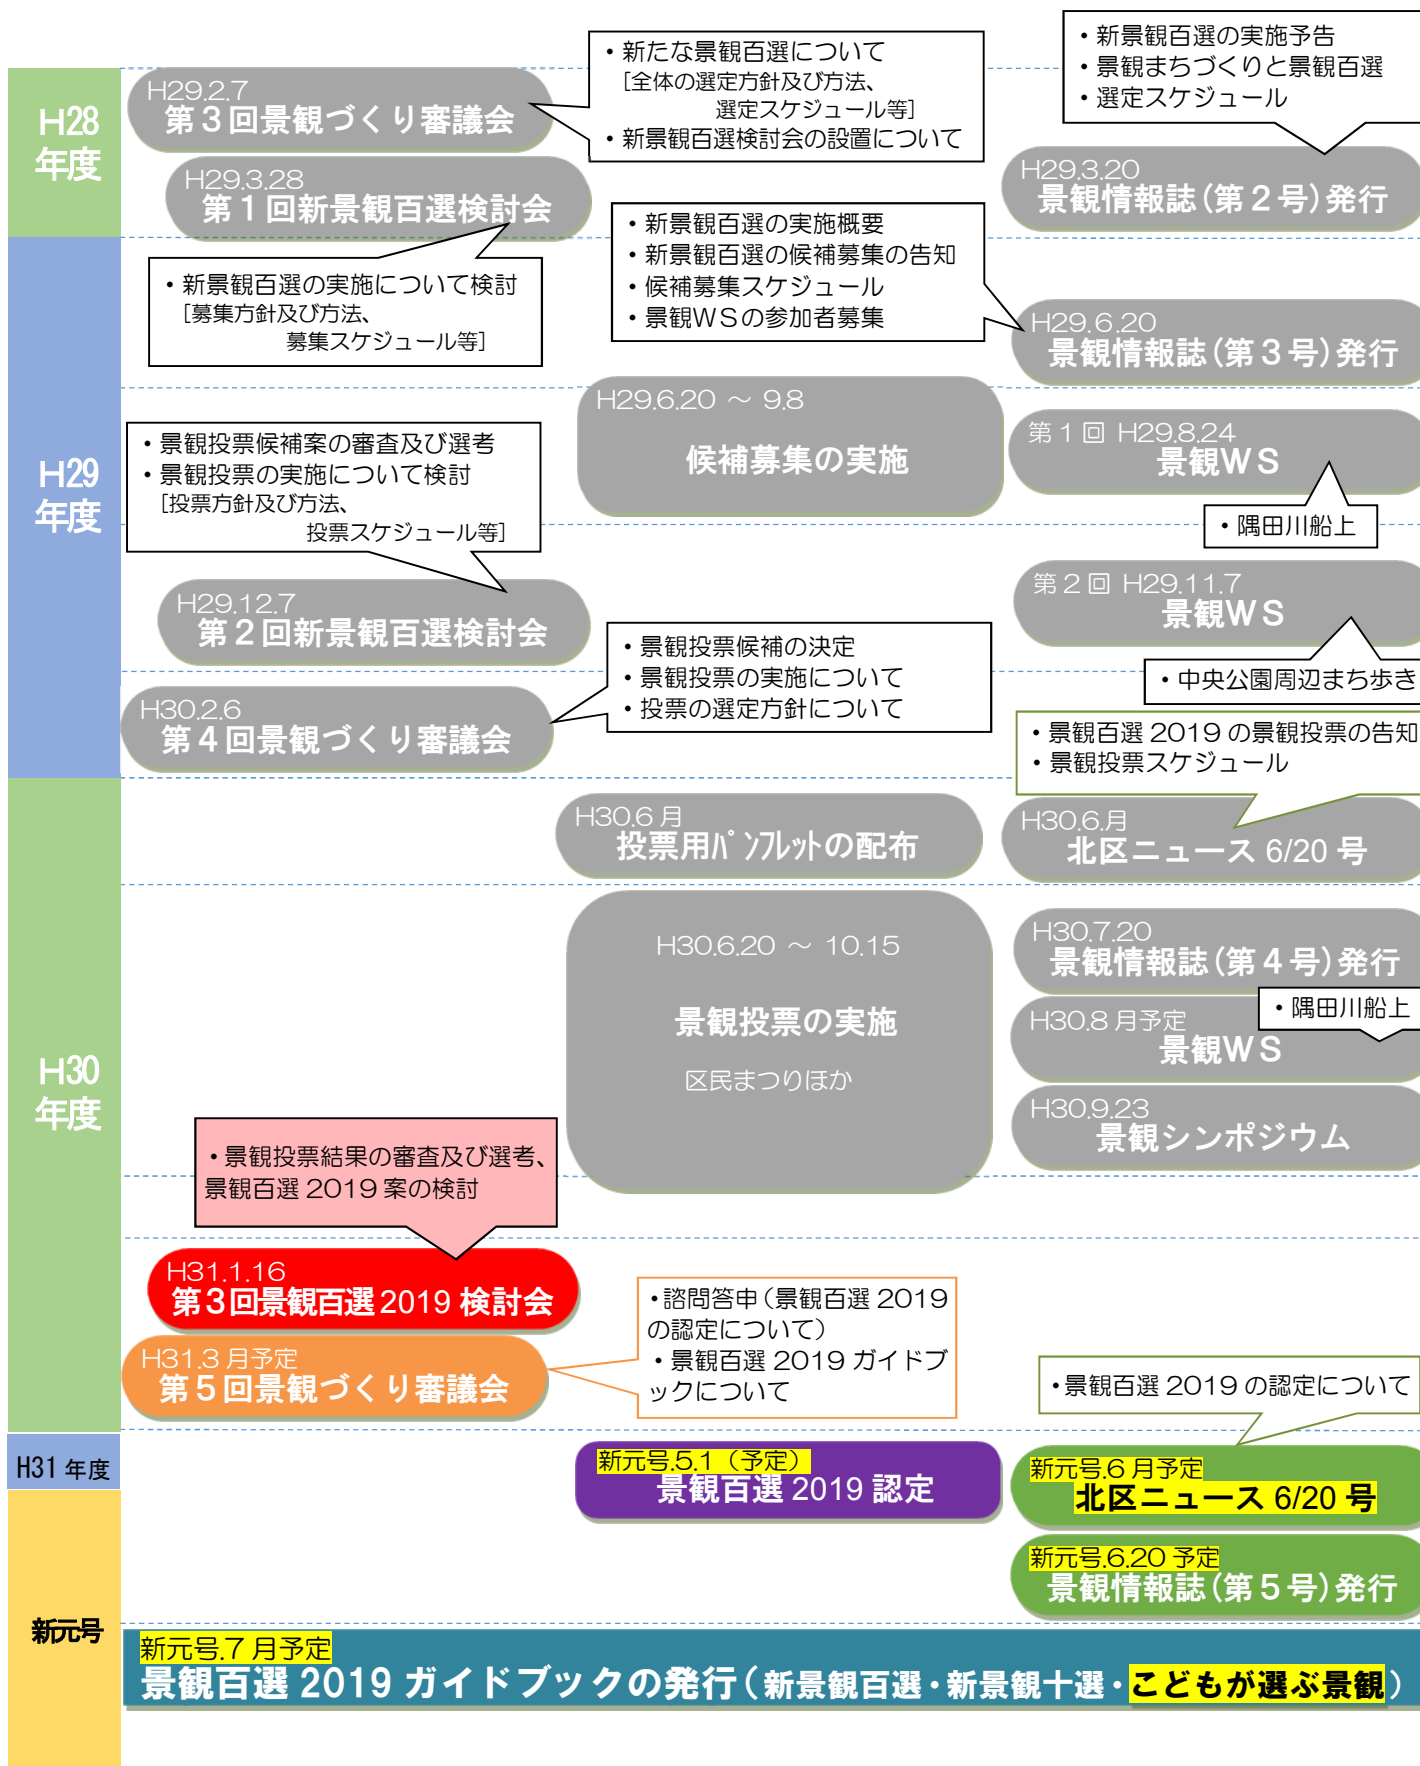 H28
年度
H29.2.7
第３回景観づくり審議会
・新たな景観百選について
[全体の選定方針及び方法、
選定スケジュール等]
・新景観百選検討会の設置について
・新景観百選の実施予告
・景観まちづくりと景観百選
・選定スケジュール
H29.3.28
第１回新景観百選検討会
H29.3.20
景観情報誌(第２号)発行
H29
年度
・新景観百選の実施について検討
[募集方針及び方法、
募集スケジュール等]
・新景観百選の実施概要
・新景観百選の候補募集の告知
・候補募集スケジュール
・景観ＷＳの参加者募集
H29.6.20
景観情報誌(第３号)発行
H29.6.20 ～ 9.8
候補募集の実施
第１回 H29.8.24
景観ＷＳ
・隅田川船上
・景観投票候補案の審査及び選考
・景観投票の実施について検討
[投票方針及び方法、
投票スケジュール等]
H29.12.7
第２回新景観百選検討会
第２回 H29.11.7
景観ＷＳ
・中央公園周辺まち歩き
・景観投票候補の決定
・景観投票の実施について
・投票の選定方針について
H30.2.6
第４回景観づくり審議会
H30
年度
・景観百選 2019 の景観投票の告知
・景観投票スケジュール
H30.6 月
投票用ﾊﾟﾝﾌﾚｯﾄの配布
H30.6.月
北区ニュース 6/20 号
H30.6.20 ～ 10.15
景観投票の実施
区民まつりほか
H30.7.20
景観情報誌(第４号)発行
・隅田川船上
H30.8 月予定
景観ＷＳ
H30.9.23
景観シンポジウム
・景観投票結果の審査及び選考、
景観百選 2019 案の検討
H31.1.16
第３回景観百選 2019 検討会
H31.3 月予定
第５回景観づくり審議会
・諮問答申（景観百選 2019
の認定について）
・景観百選 2019 ガイドブ
ックについて
・景観百選 2019 の認定について
H31 年度
新元号.5.1（予定）
景観百選 2019 認定
新元号.6 月予定
北区ニュース 6/20 号
新元号.6.20 予定
景観情報誌(第５号)発行
新元号
新元号.7 月予定
景観百選 2019 ガイドブックの発行（新景観百選・新景観十選・こどもが選ぶ景観）